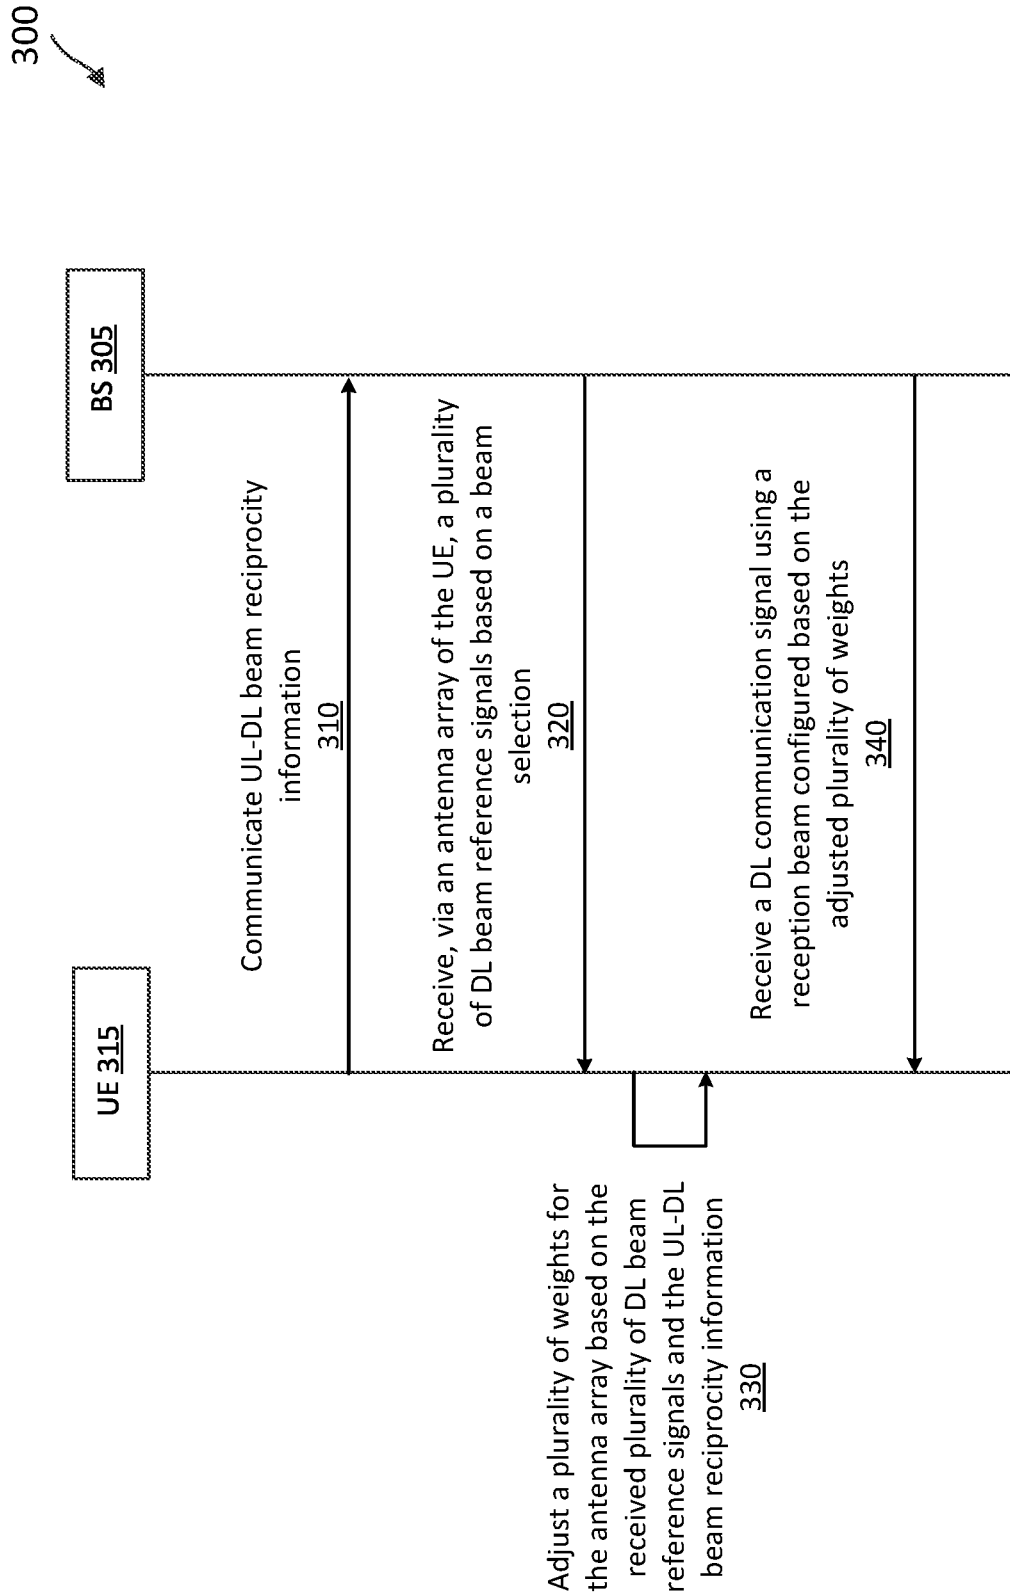 300
UE 315
BS 305
Communicate UL-DL beam reciprocity
information
310
Receive, via an antenna array of the UE, a plurality
of DL beam reference signals based on a beam
selection
320
Adjust a plurality of weights for
the antenna array based on the
received plurality of DL beam
reference signals and the UL-DL
beam reciprocity information
330
Receive a DL communication signal using a
reception beam configured based on the
adjusted plurality of weights
340